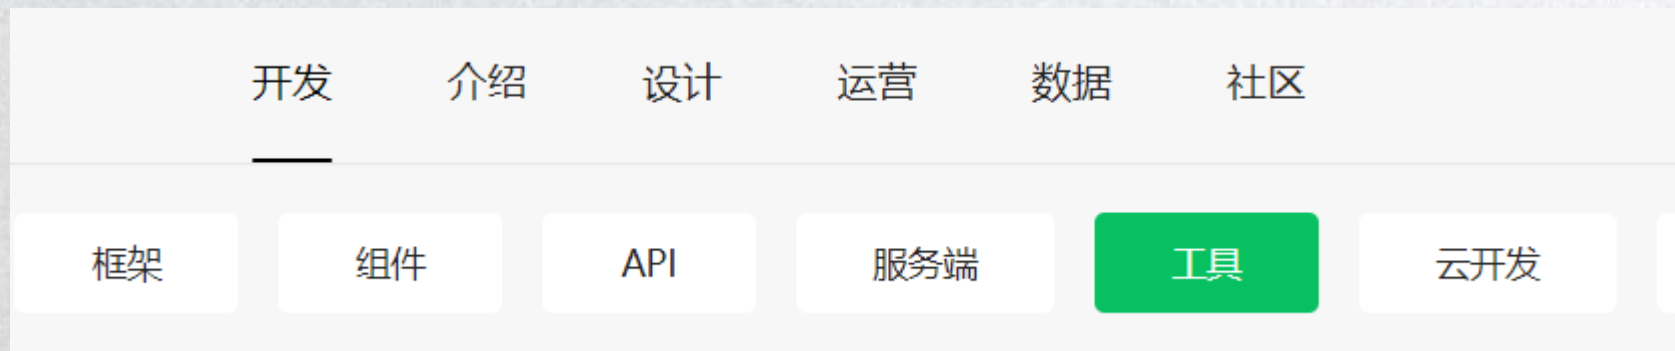 开发 介绍 设计 运营 数据 社区
框架 组件 API 服务端 工具 云开发